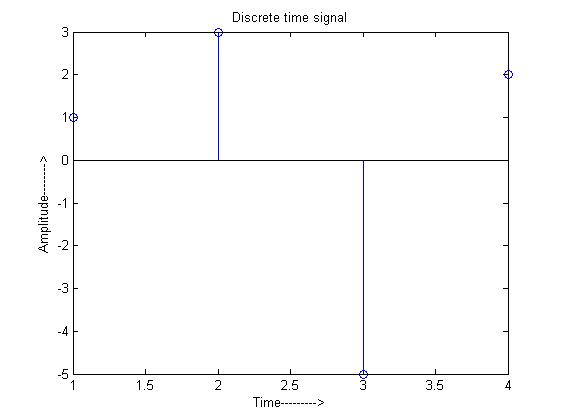 Discrete time signal
3
2
1
0
-1
-2
-3
-4
-5
Amplitude-------->
1 1.5 2 2.5 3 3.5 4
Time--------->